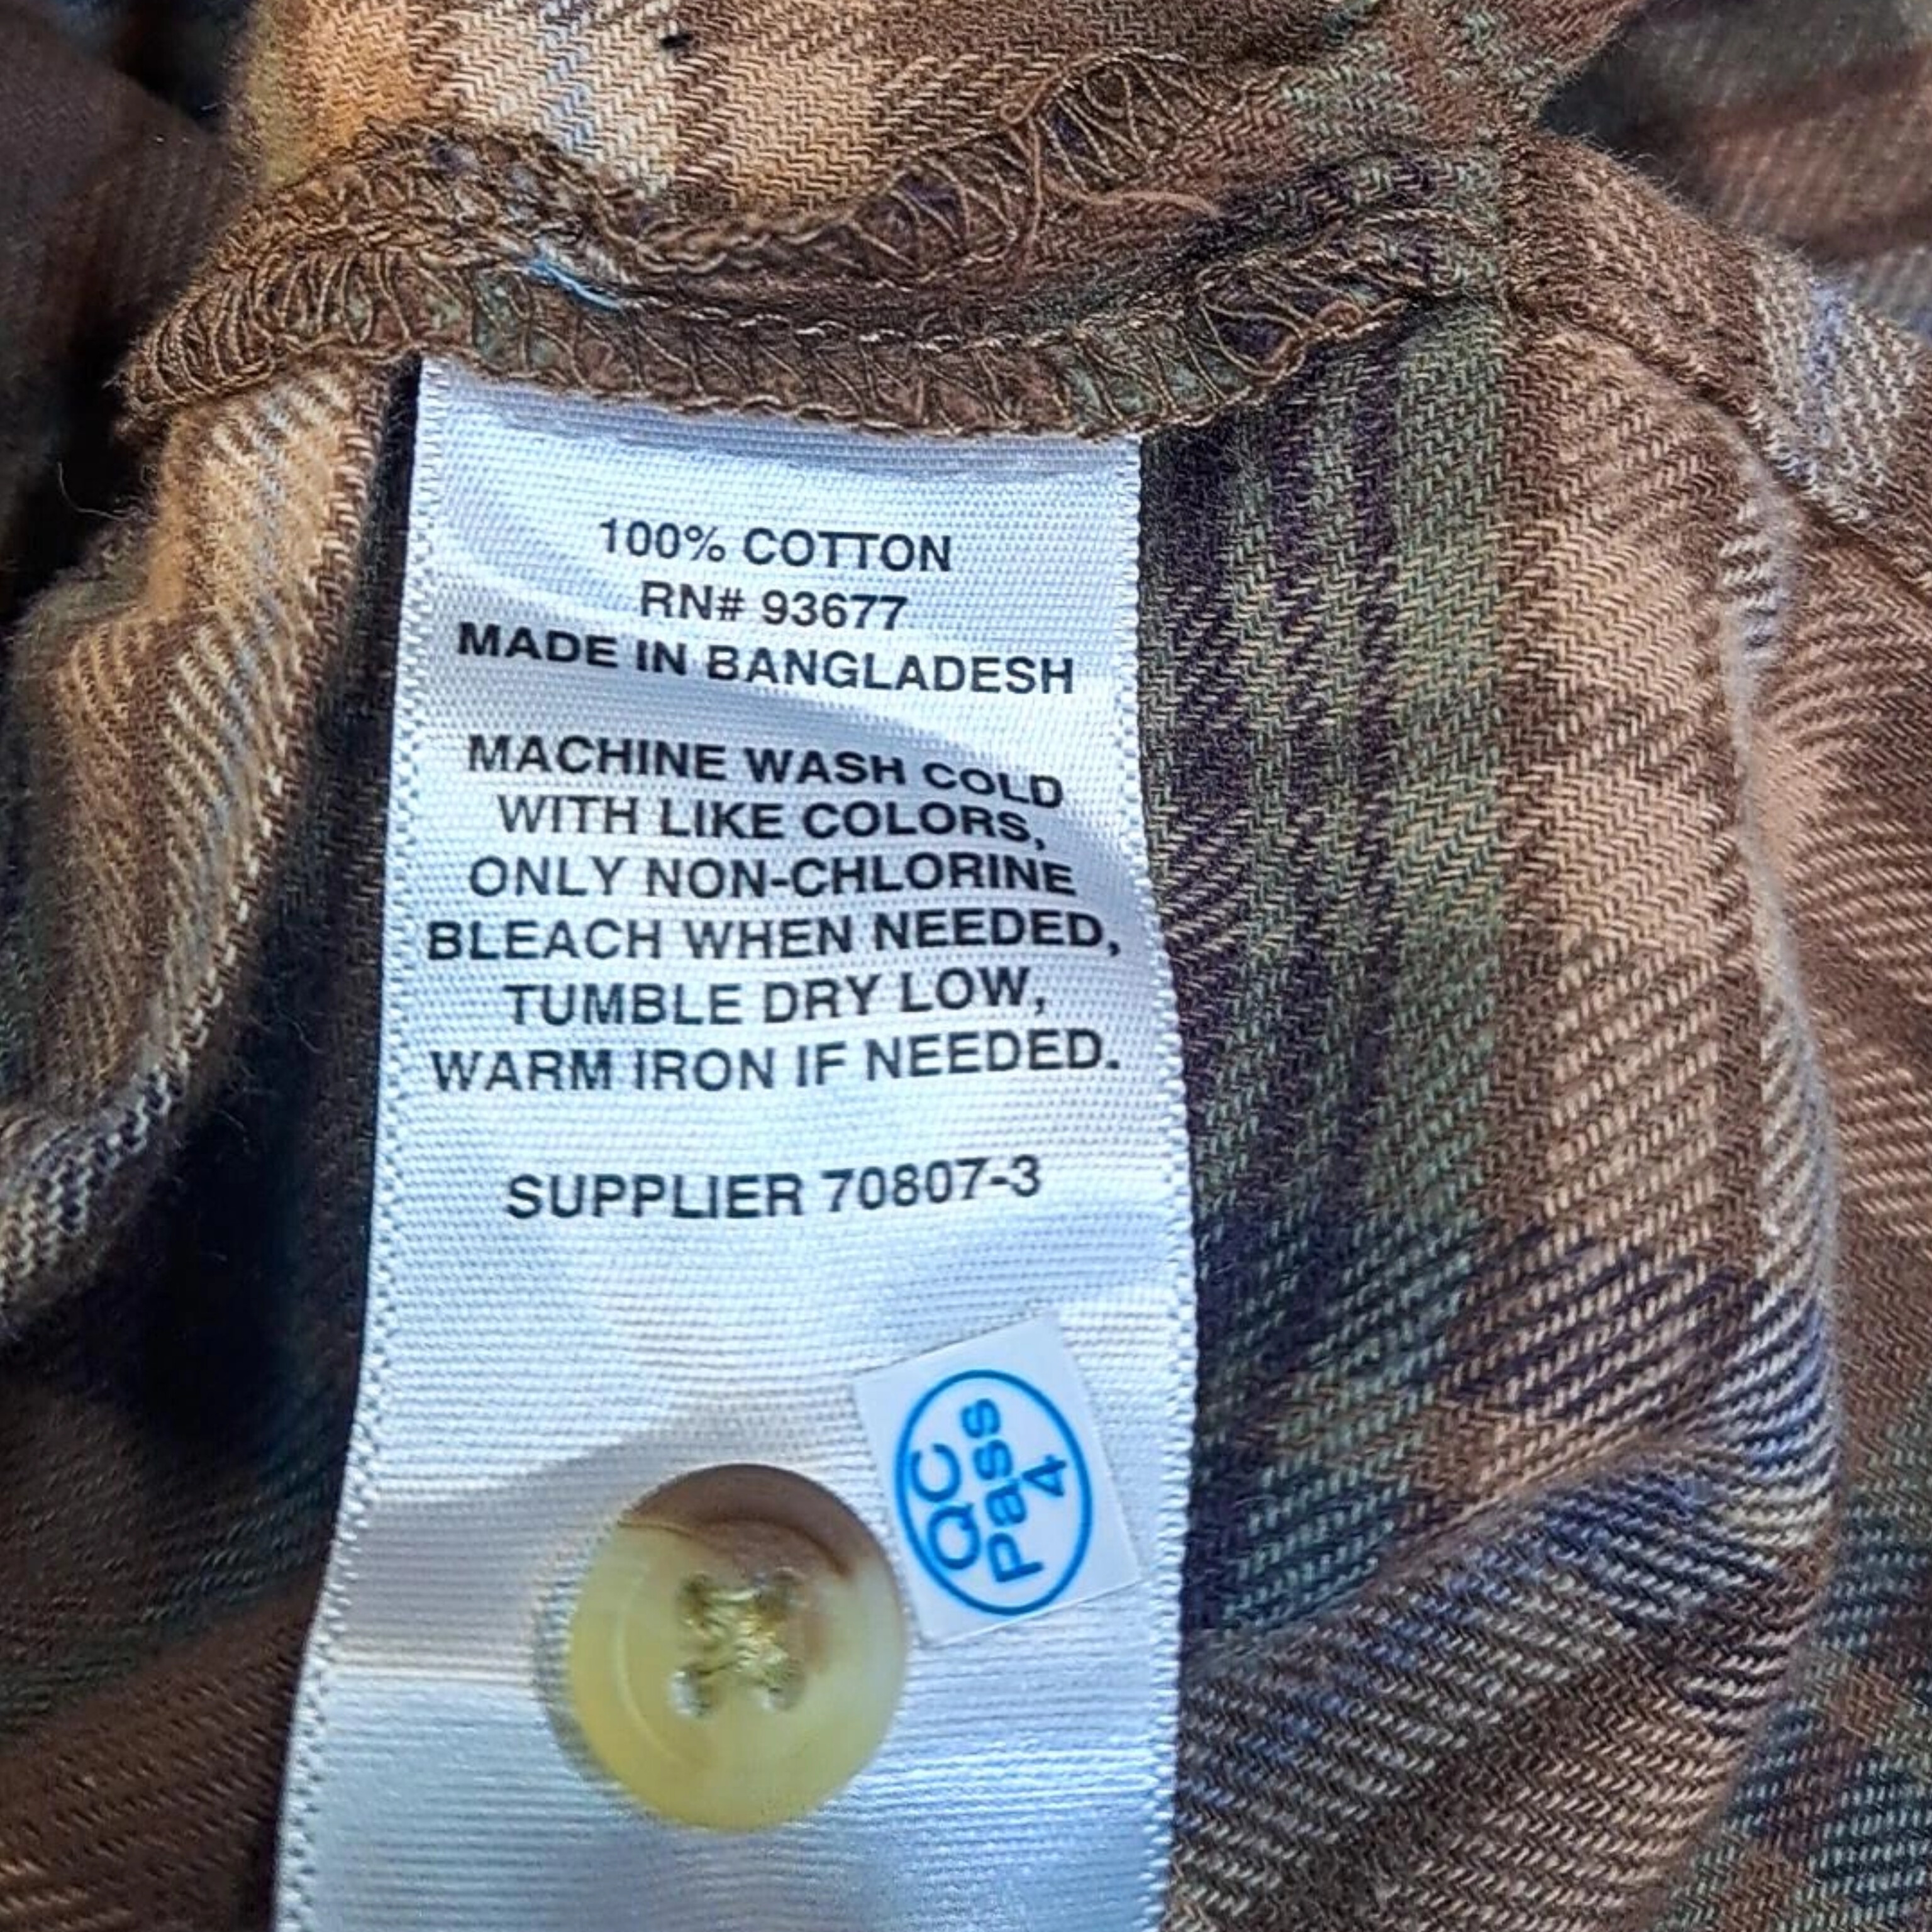 100% COTTON
RN# 93677
MADE IN BANGLADESH
MACHINE WASH COLD
WITH LIKE COLORS,
ONLY NON-CHLORINE
BLEACH WHEN NEEDED,
TUMBLE DRY LOW,
WARM IRON IF NEEDED.
SUPPLIER 70807-3
QC
Pass
4